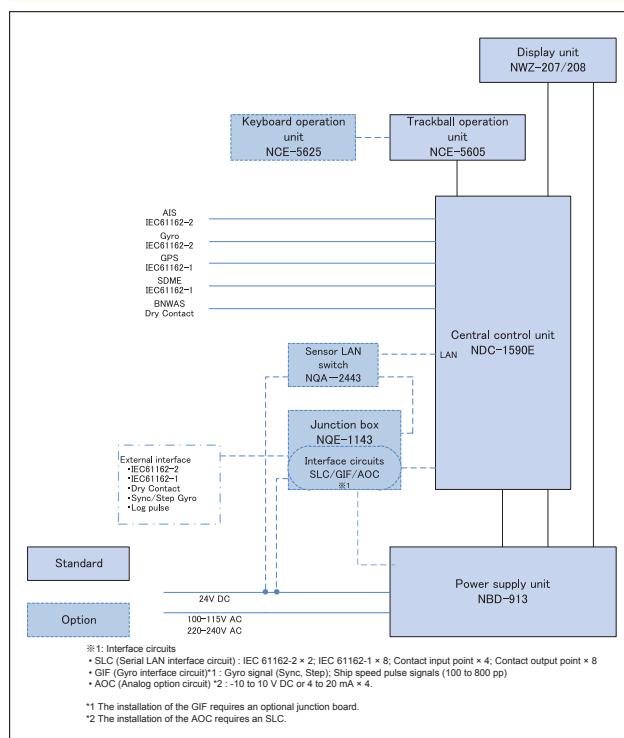 Display unit
NWZ-207/208
Keyboard operation
unit
NCE-5625
Trackball operation
unit
NCE-5605
AIS
IEC61162-2
Gyro
IEC61162-2
GPS
IEC61162-1
SDME
IEC61162-1
BNWAS
Dry Contact
Central control unit
NDC-1590E
LAN
Sensor LAN
switch
NQA-2443
Junction box
NQE-1143
Interface circuits
SLC/GIF/AOC
※1
External interface
•IEC61162-2
•IEC61162-1
•Dry Contact
•Sync/Step Gyro
•Log pulse
Standard
Option
24V DC
100-115V AC
220-240V AC
Power supply unit
NBD-913
※1: Interface circuits
• SLC (Serial LAN interface circuit) : IEC 61162-2 × 2; IEC 61162-1 × 8; Contact input point × 4; Contact output point × 8
• GIF (Gyro interface circuit)*1 : Gyro signal (Sync, Step); Ship speed pulse signals (100 to 800 pp)
• AOC (Analog option circuit) *2 : -10 to 10 V DC or 4 to 20 mA × 4.
*1 The installation of the GIF requires an optional junction board.
*2 The installation of the AOC requires an SLC.